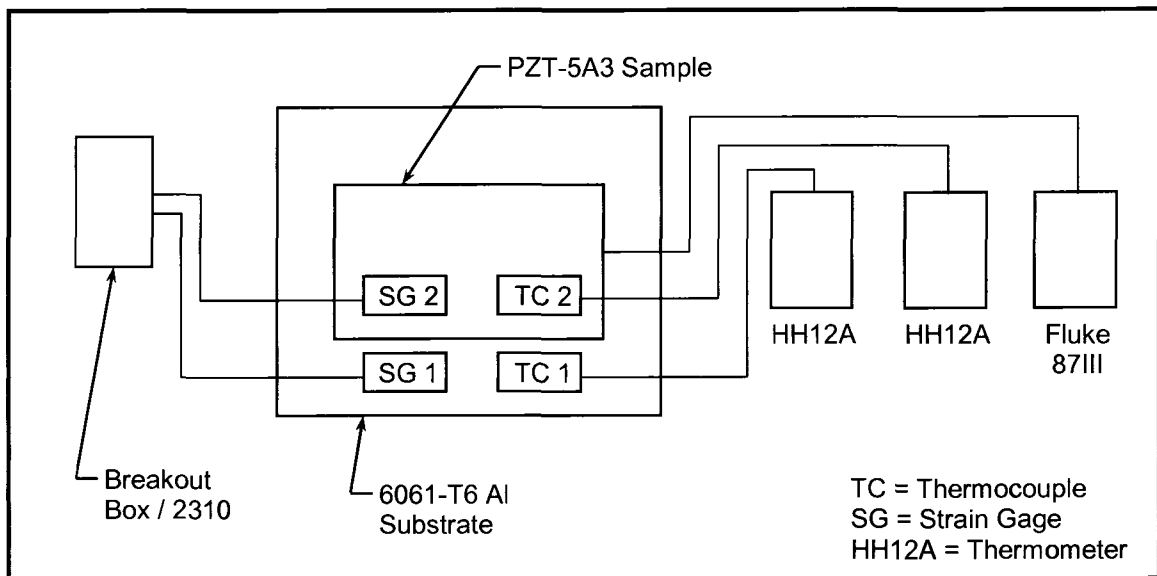 PZT-5A3 Sample
SG 2
TC 2
SG 1
TC 1
HH12A
HH12A
Fluke
87III
Breakout
Box / 2310
6061-T6 Al
Substrate
TC = Thermocouple
SG = Strain Gage
HH12A = Thermometer